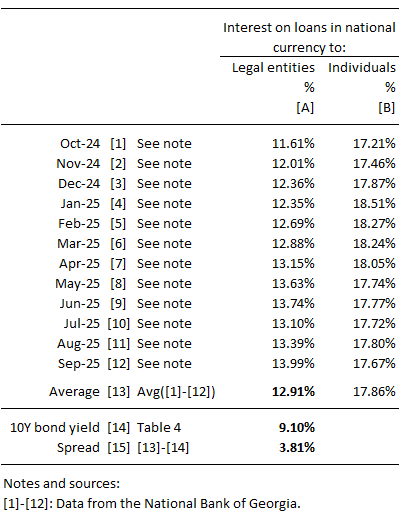 Interest on loans in national
currency to:
Legal entities Individuals
% %
[A] [B]
Oct-24 [1] See note 11.61% 17.21%
Nov-24 [2] See note 12.01% 17.46%
Dec-24 [3] See note 12.36% 17.87%
Jan-25 [4] See note 12.35% 18.51%
Feb-25 [5] See note 12.69% 18.27%
Mar-25 [6] See note 12.88% 18.24%
Apr-25 [7] See note 13.15% 18.05%
May-25 [8] See note 13.63% 17.74%
Jun-25 [9] See note 13.74% 17.77%
Jul-25 [10] See note 13.10% 17.72%
Aug-25 [11] See note 13.39% 17.80%
Sep-25 [12] See note 13.99% 17.67%
Average [13] Avg([1]-[12]) 12.91% 17.86%
10Y bond yield [14] Table 4 9.10%
Spread [15] [13]-[14] 3.81%
Notes and sources:
[1]-[12]: Data from the National Bank of Georgia.